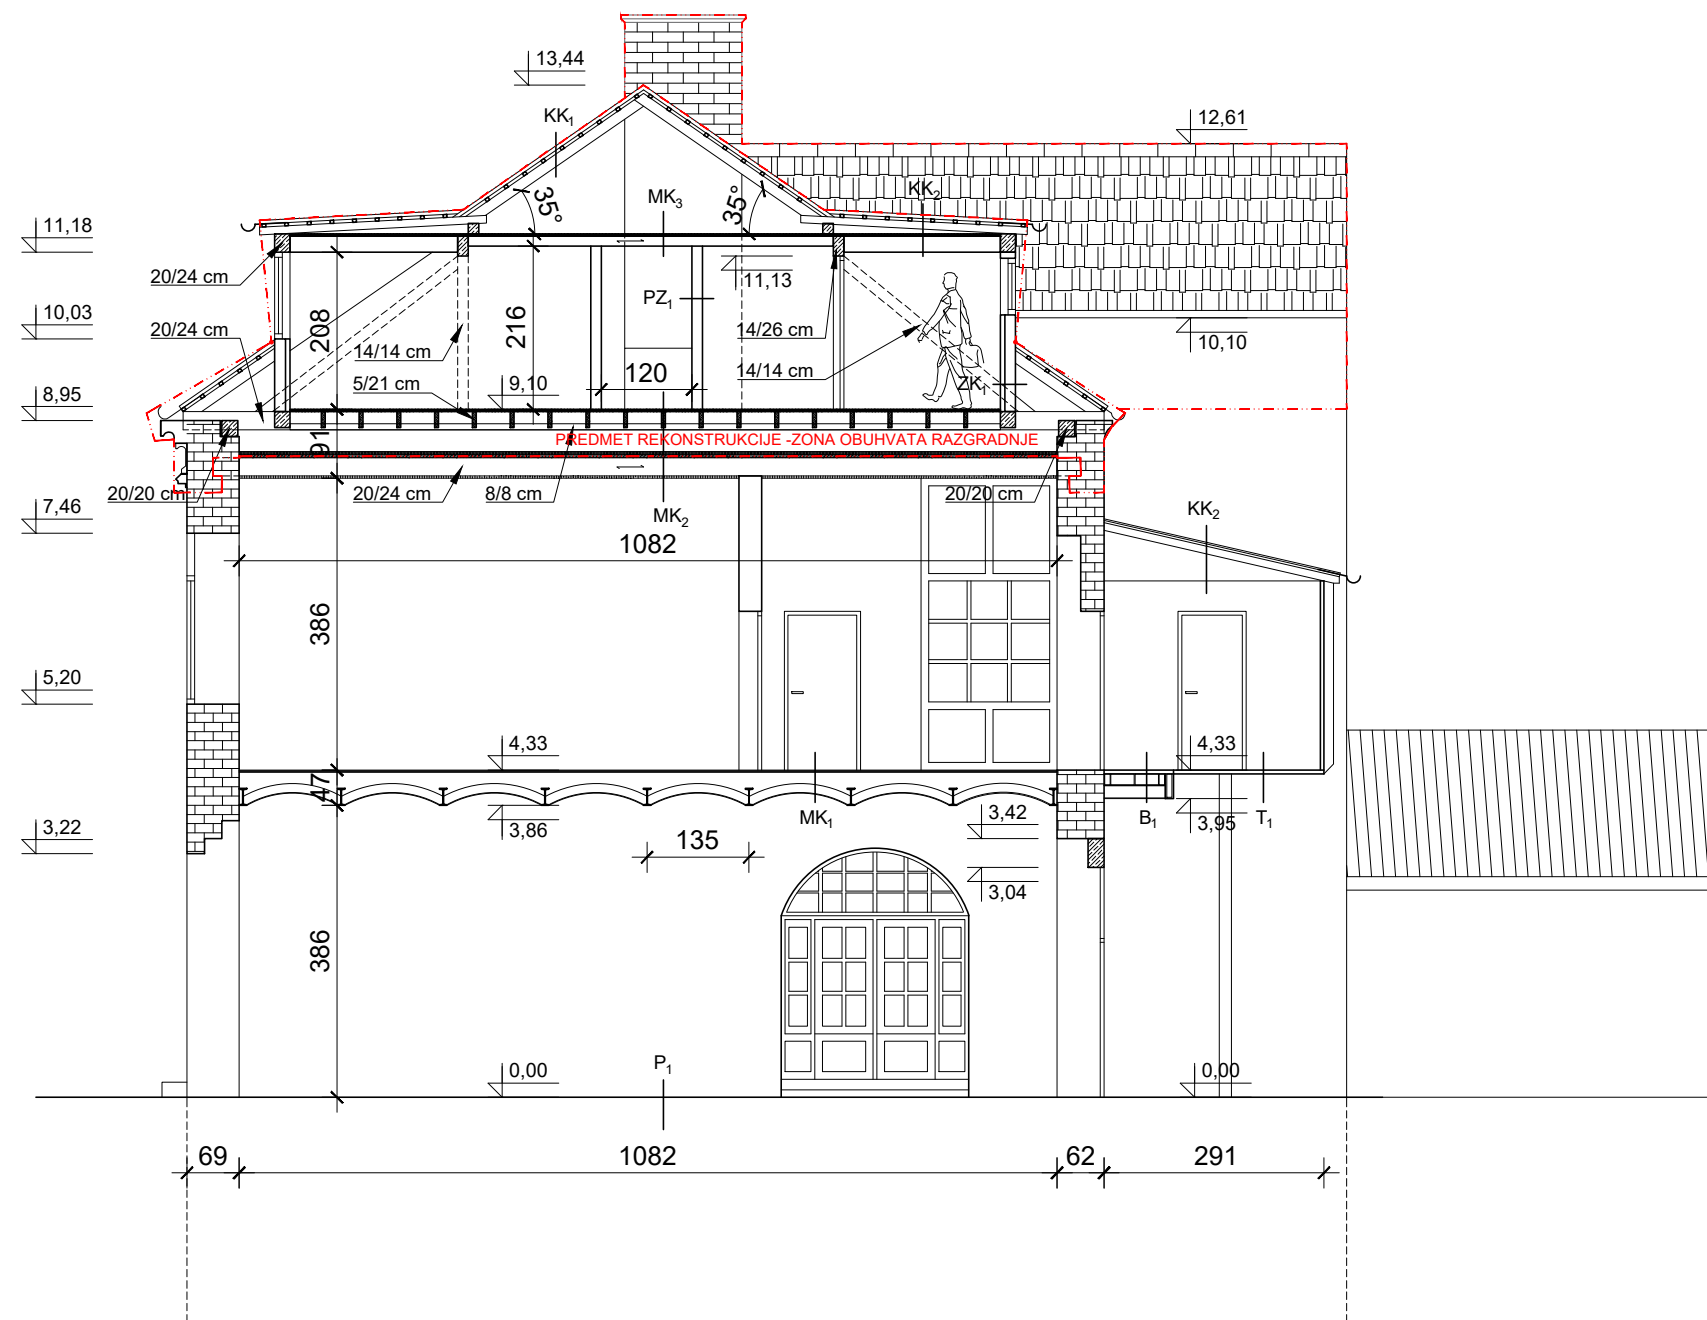 13,44
KK1
12,61
35°
MK3
35°
KK2
11,18
20/24 cm
11,13
PZ1
10,03
20/24 cm
208
14/14 cm
216
14/26 cm
10,10
5/21 cm
9,10
120
14/14 cm
ZK1
8,95
91
PREDMET REKONSTRUKCIJE -ZONA OBUHVATA RAZGRADNJE
20/20 cm
20/24 cm
8/8 cm
20/20 cm
7,46
MK2
KK2
1082
386
5,20
4,33
4,33
47
3,86
MK1
3,42
B1
3,95
T1
3,22
135
3,04
386
P1
0,00
0,00
69
1082
62
291